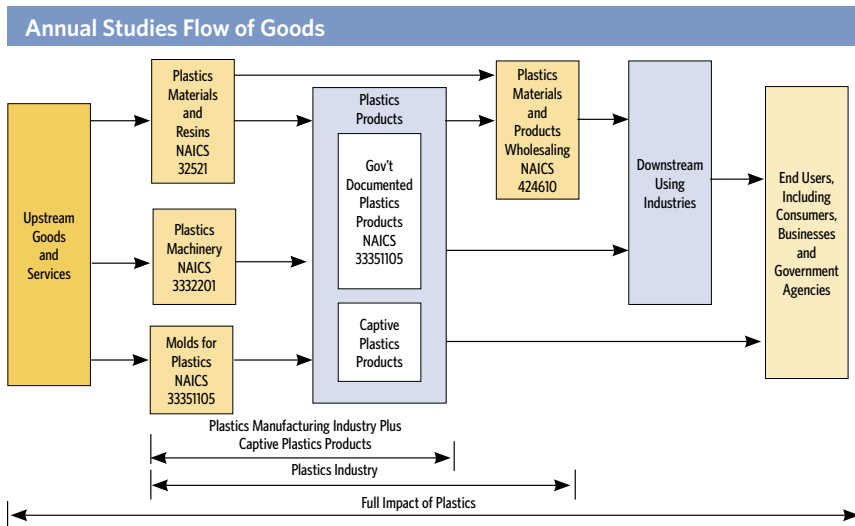 Annual Studies Flow of Goods
Upstream
Goods
and
Services
Plastics
Materials
and
Resins
NAICS
32521
Plastics
Machinery
NAICS
3332201
Molds for
Plastics
NAICS
33351105
Plastics
Products
Gov't
Documented
Plastics
Products
NAICS
33351105
Captive
Plastics
Products
Plastics
Materials
and
Products
Wholesaling
NAICS
424610
Downstream
Using
Industries
End Users,
Including
Consumers,
Businesses
and
Government
Agencies
Plastics Manufacturing Industry Plus
Captive Plastics Products
Plastics Industry
Full Impact of Plastics